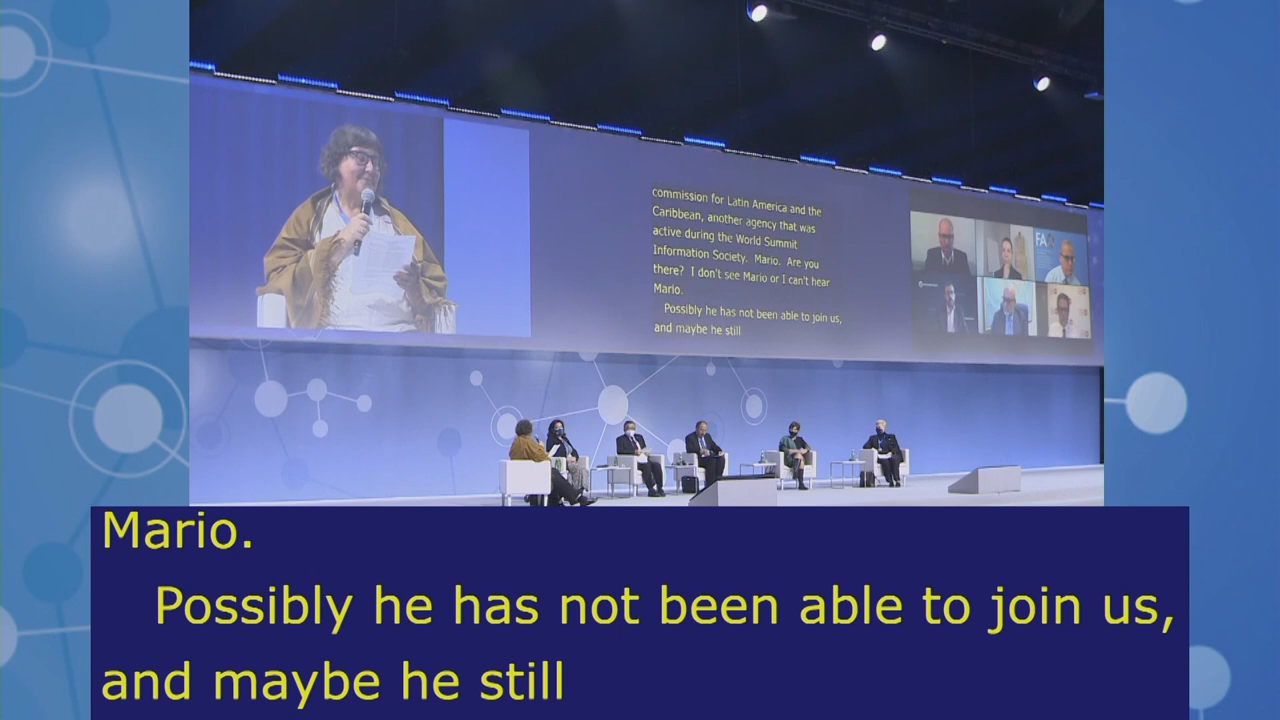 commission for Latin America and the
Caribbean, another agency that was
active during the World Summit
Information Society.  Mario.  Are you
there?  I don't see Mario or I can't hear
Mario.
Possibly he has not been able to join us,
and maybe he still
FAO
Mario.
Possibly he has not been able to join us,
and maybe he still